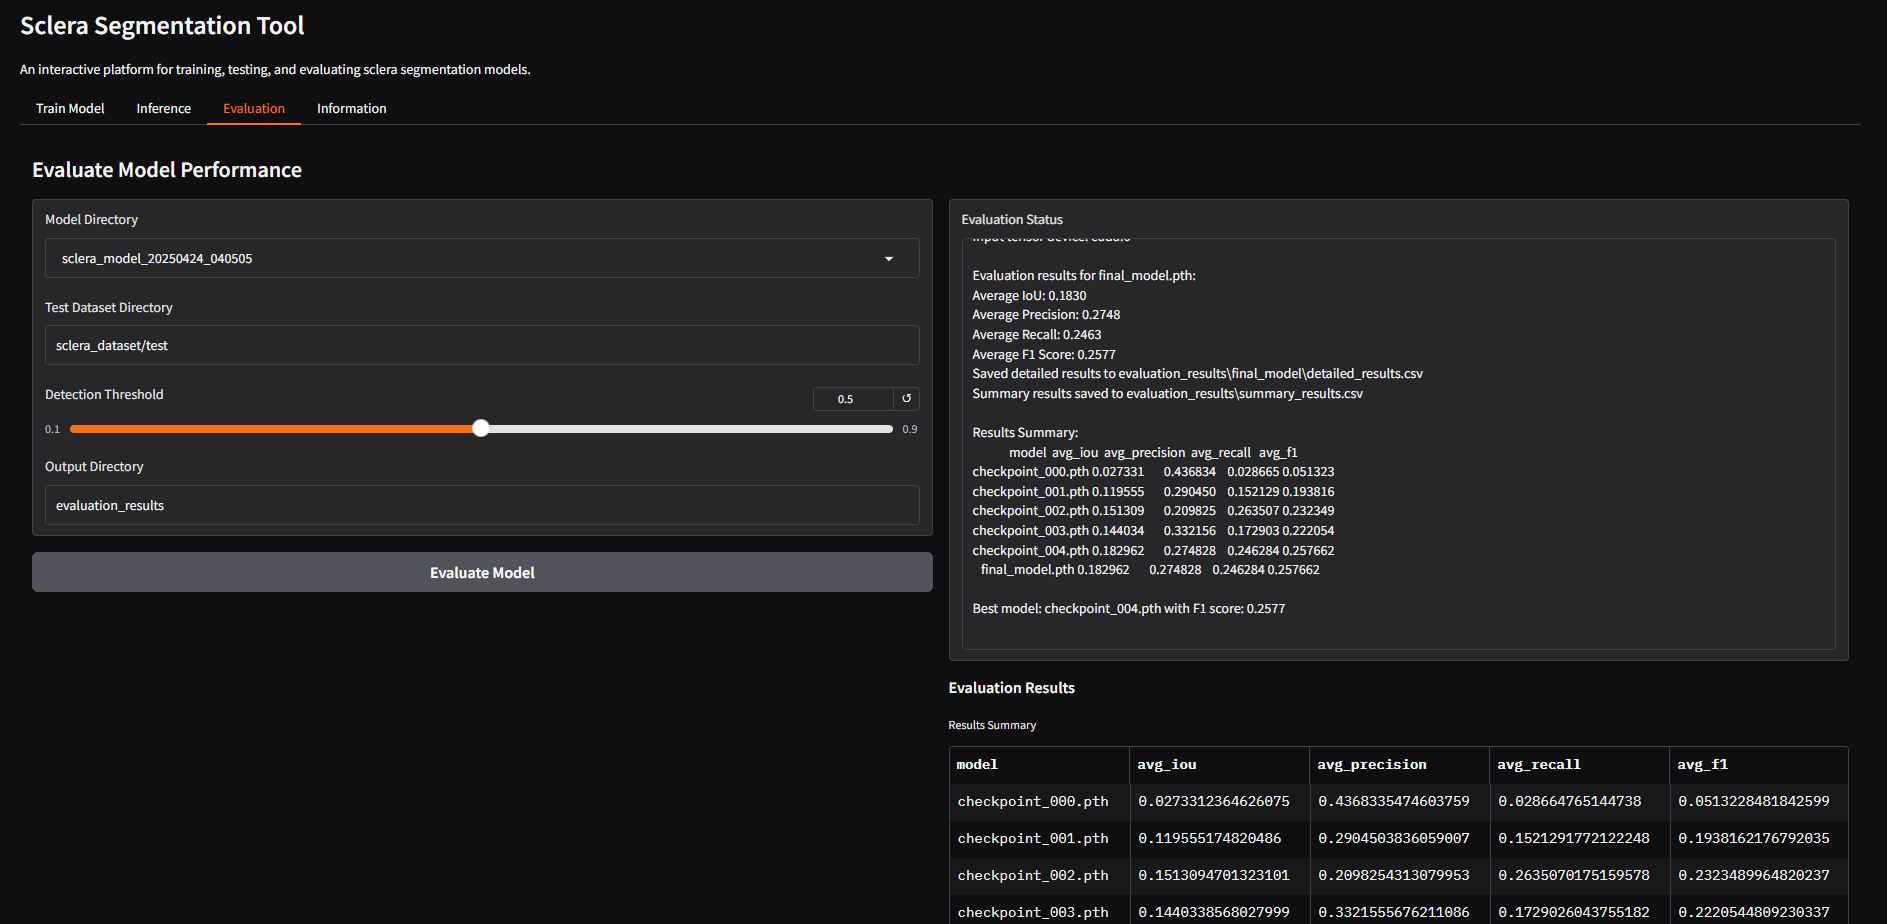 Sclera Segmentation Tool
An interactive platform for training, testing, and evaluating sclera segmentation models.
Train Model Inference Evaluation Information
Evaluate Model Performance
Model Directory
sclera_model_20250424_040505
Test Dataset Directory
sclera_dataset/test
Detection Threshold
0.5 ↺
0.1 0.9
Output Directory
evaluation_results
Evaluate Model
Evaluation Status
Input tensor device: cuda:0
Evaluation results for final_model.pth:
Average IoU: 0.1830
Average Precision: 0.2748
Average Recall: 0.2463
Average F1 Score: 0.2577
Saved detailed results to evaluation_results\final_model\detailed_results.csv
Summary results saved to evaluation_results\summary_results.csv
Results Summary:
model avg_iou avg_precision avg_recall avg_f1
checkpoint_000.pth 0.027331 0.436834 0.028665 0.051323
checkpoint_001.pth 0.119555 0.290450 0.152129 0.193816
checkpoint_002.pth 0.151309 0.209825 0.263507 0.232349
checkpoint_003.pth 0.144034 0.332156 0.172903 0.222054
checkpoint_004.pth 0.182962 0.274828 0.246284 0.257662
final_model.pth 0.182962 0.274828 0.246284 0.257662
Best model: checkpoint_004.pth with F1 score: 0.2577
Evaluation Results
Results Summary
model avg_iou avg_precision avg_recall avg_f1
checkpoint_000.pth 0.0273312364626075 0.4368335474603759 0.028664765144738 0.0513228481842599
checkpoint_001.pth 0.119555174820486 0.2904503836059007 0.1521291772122248 0.1938162176792035
checkpoint_002.pth 0.1513094701323101 0.2098254313079953 0.2635070175159578 0.2323489964820237
checkpoint_003.pth 0.1440338568027999 0.3321555676211086 0.1729026043755182 0.2220544809230337